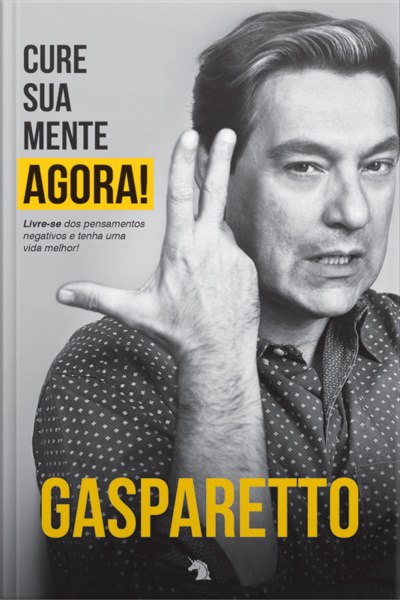 CURE
SUA
MENTE
AGORA!
Livre-se dos pensamentos
negativos e tenha uma
vida melhor!
GASPARETTO